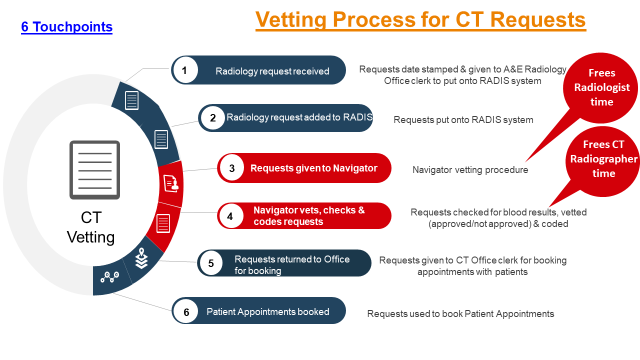 Vetting Process for CT Requests
6 Touchpoints
1
Radiology request received
Requests date stamped & given to A&E Radiology
Office clerk to put onto RADIS system
Frees
Radiologist
time
2
Radiology request added to RADIS
Requests put onto RADIS system
Frees CT
Radiographer
time
3
Requests given to Navigator
Navigator vetting procedure
CT
Vetting
4
Navigator vets, checks &
codes requests
Requests checked for blood results, vetted
(approved/not approved) & coded
5
Requests returned to Office
for booking
Requests given to CT Office clerk for booking
appointments with patients
6
Patient Appointments booked
Requests used to book Patient Appointments